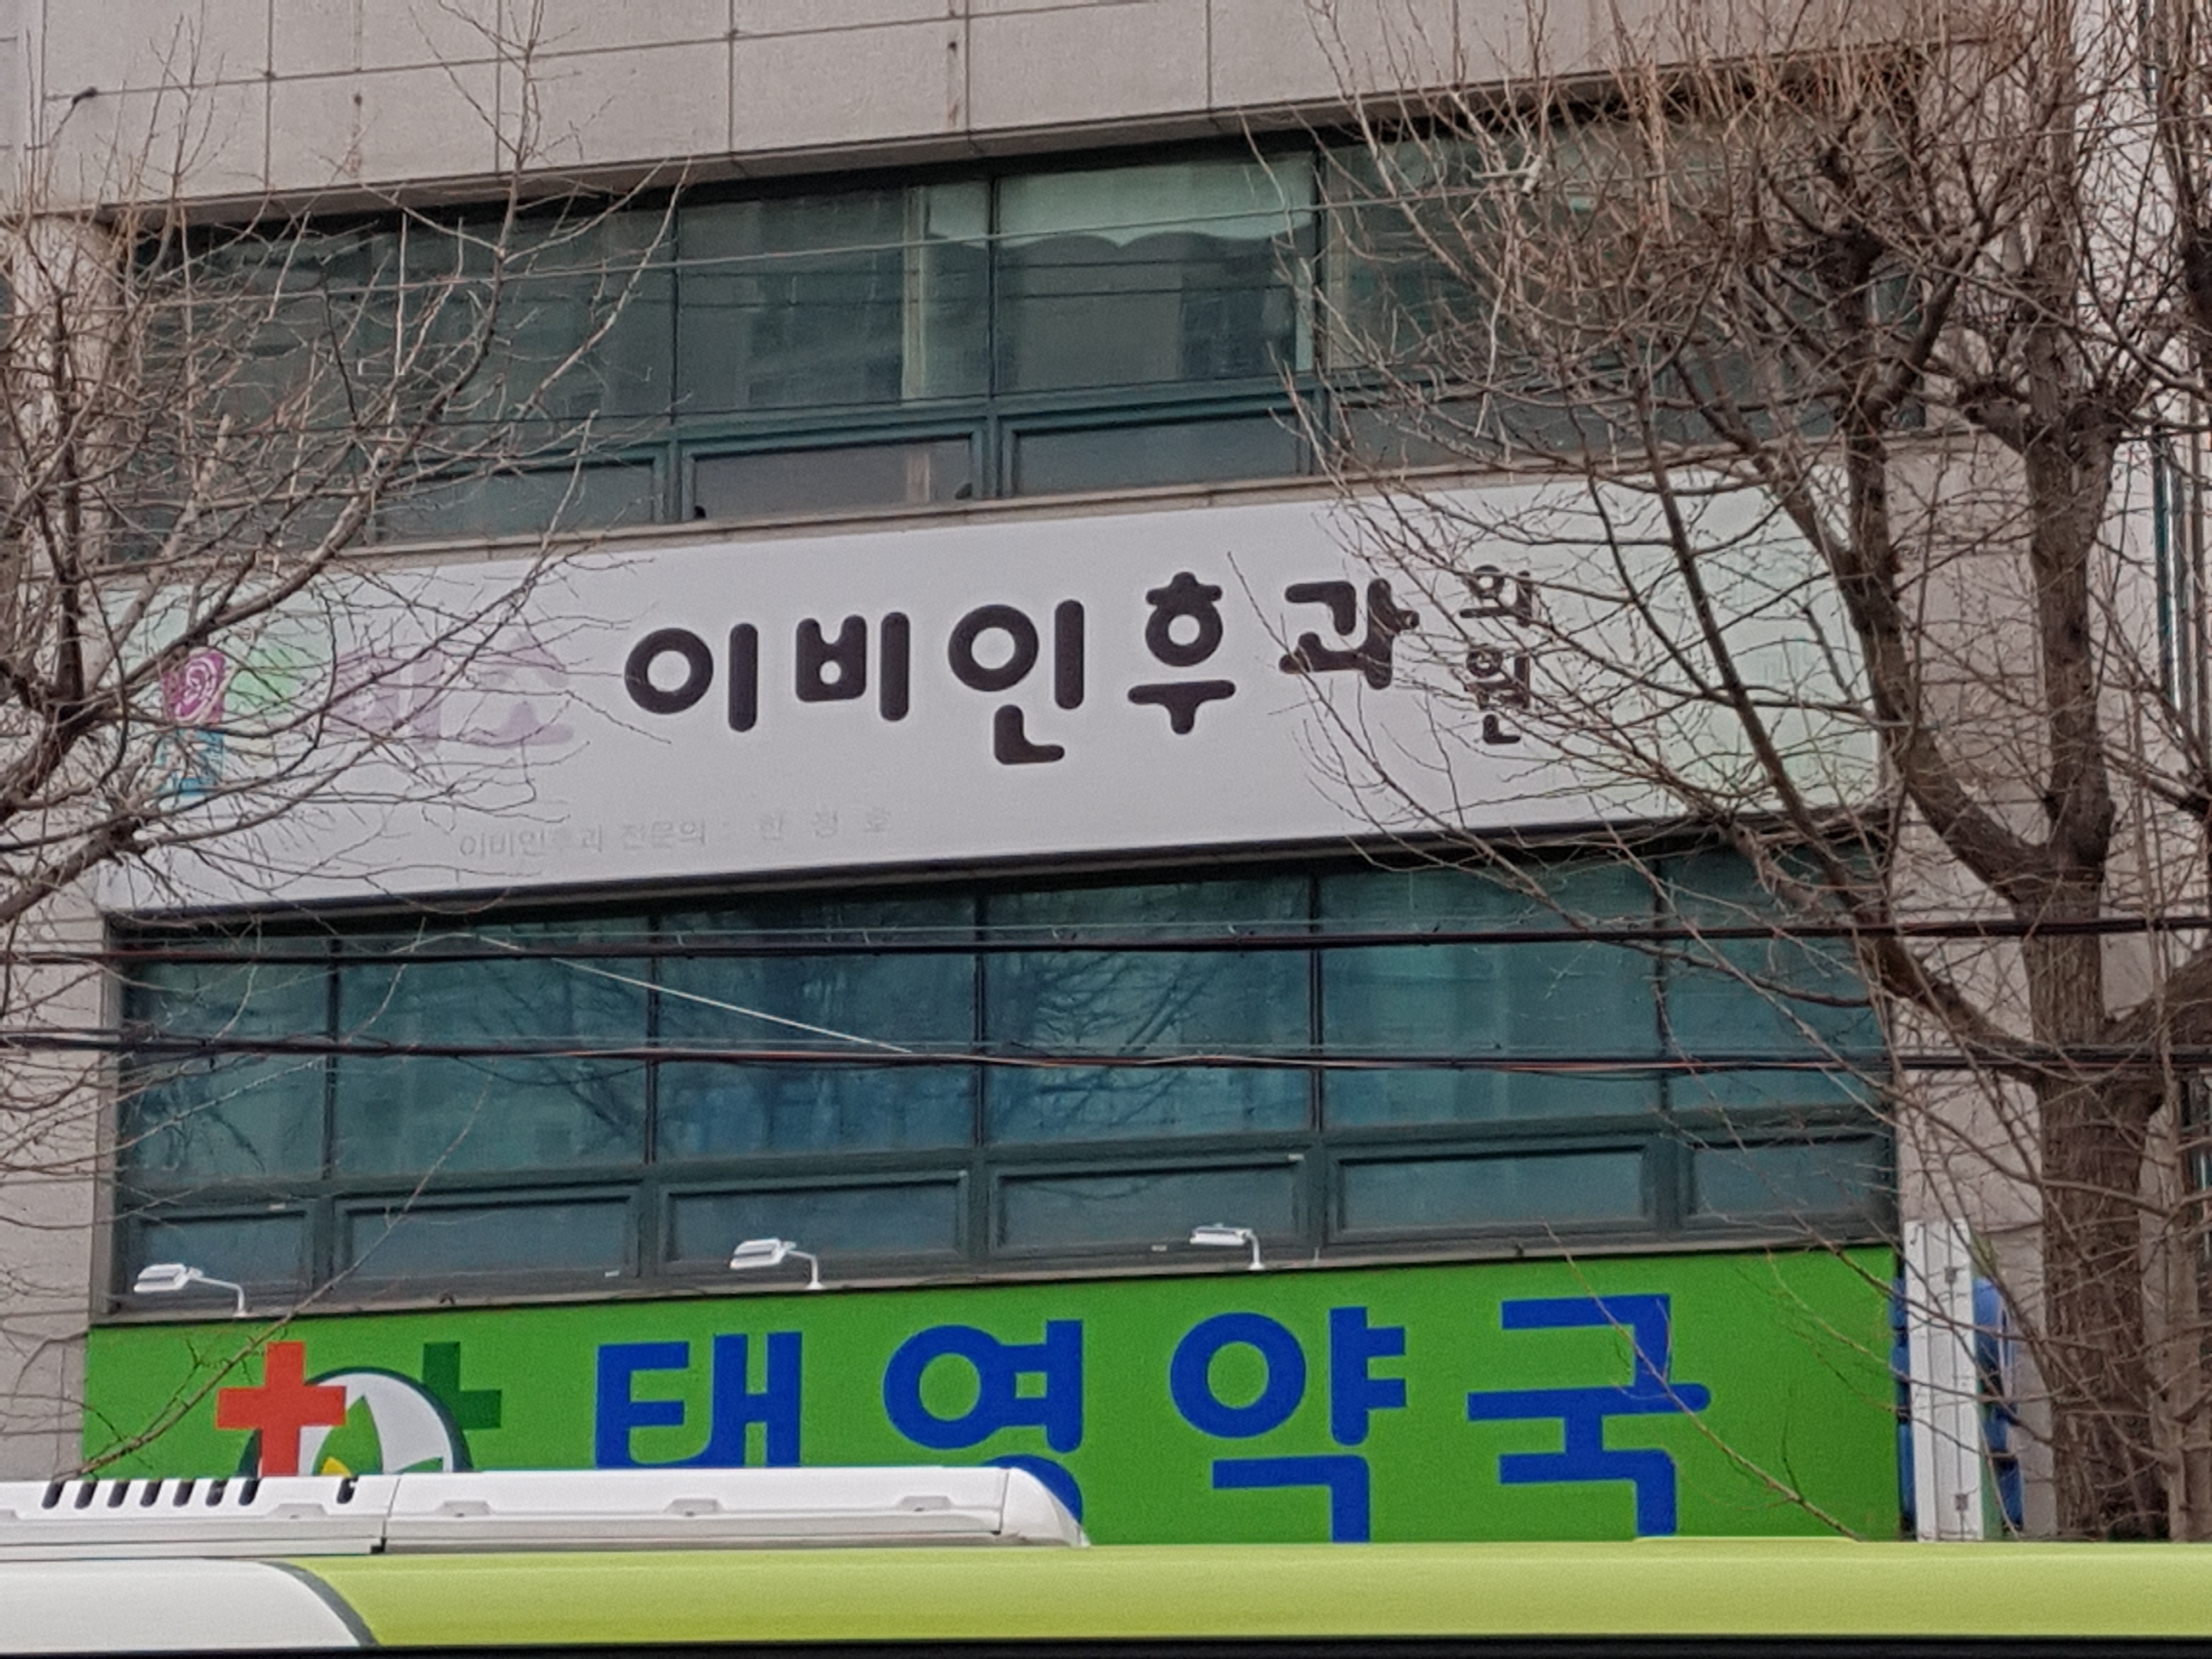 이비인후과 의원
이비인후과 전문의 : 한
태영약국